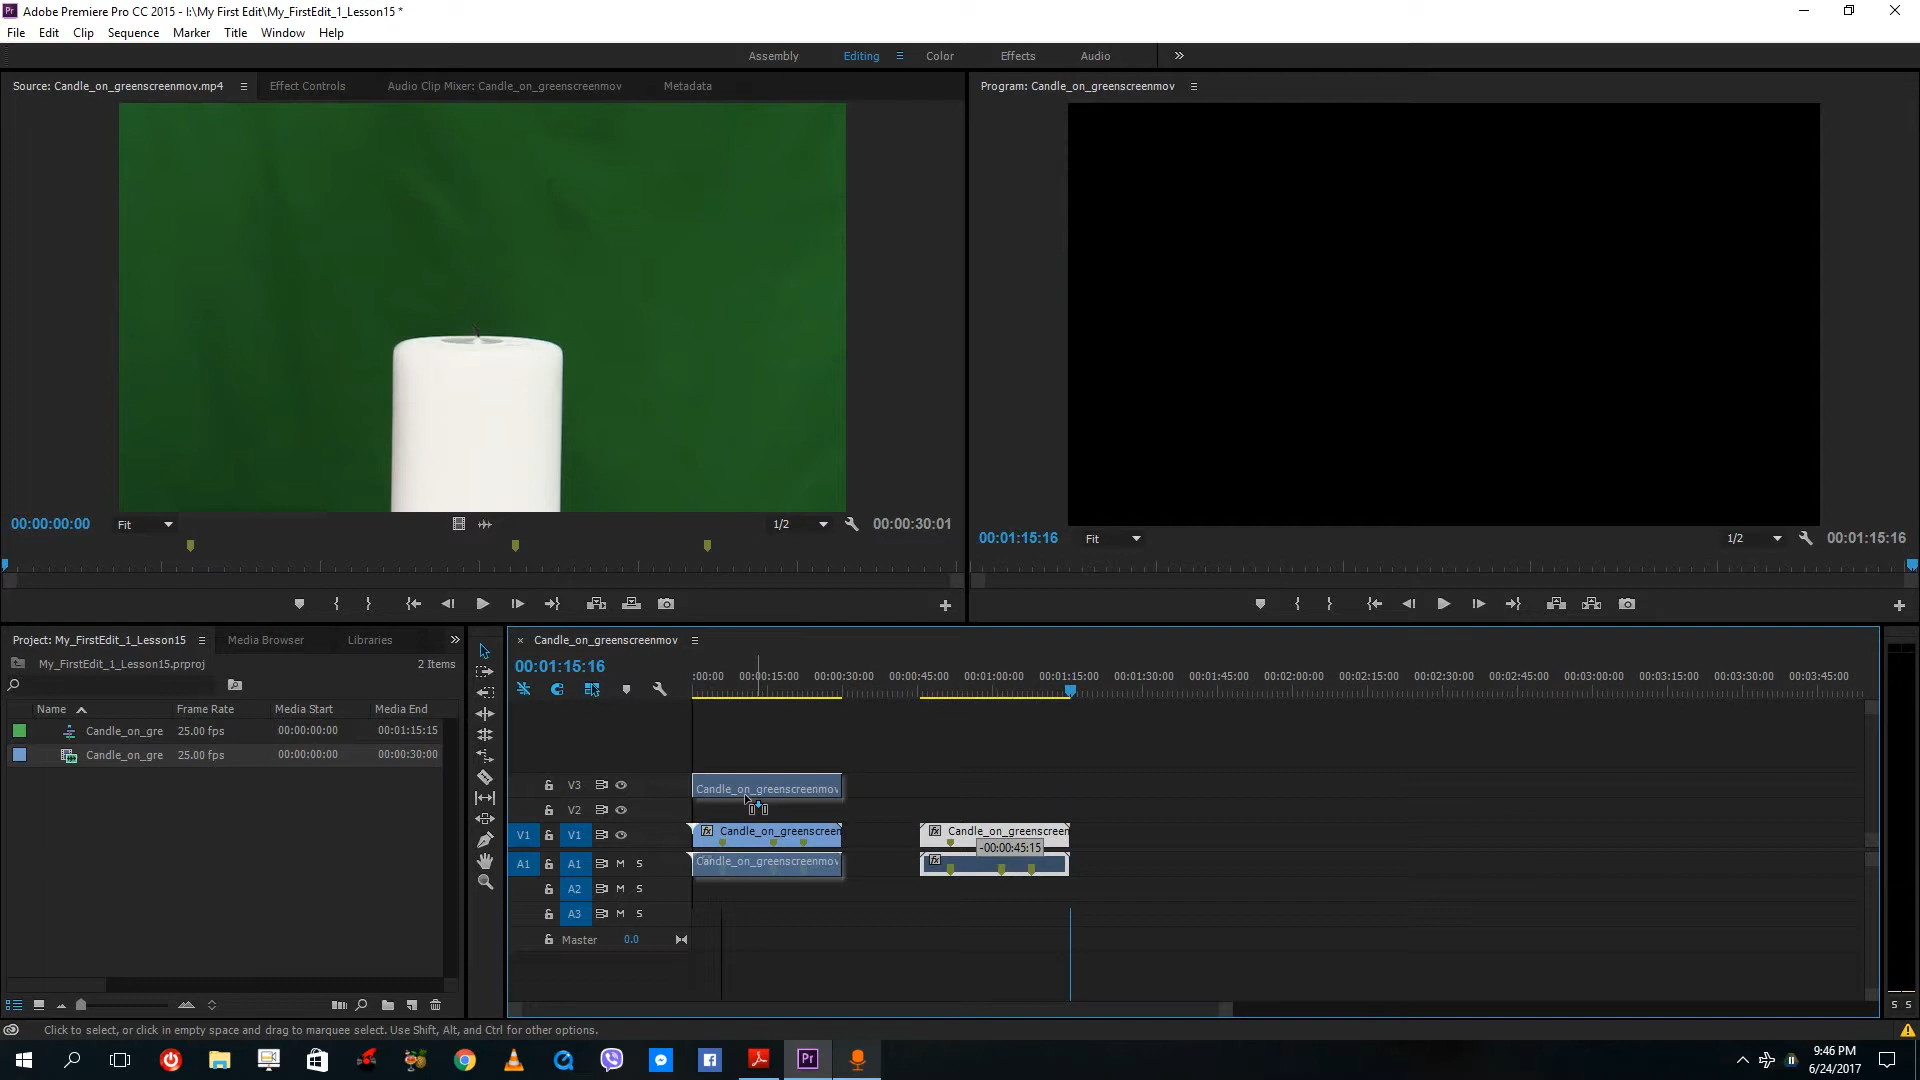 Adobe Premiere Pro CC 2015 - I:\My First Edit\My_FirstEdit_1_Lesson15 *
File Edit Clip Sequence Marker Title Window Help
Assembly Editing Color Effects Audio
Source: Candle_on_greenscreenmov.mp4 Effect Controls Audio Clip Mixer: Candle_on_greenscreenmov Metadata
Program: Candle_on_greenscreenmov
00:00:00:00 Fit 1/2 00:00:30:01
00:01:15:16 Fit 1/2 00:01:15:16
Project: My_FirstEdit_1_Lesson15 Media Browser Libraries
My_FirstEdit_1_Lesson15.prproj 2 Items
Name Frame Rate Media Start Media End
Candle_on_gre 25.00 fps 00:00:00:00 00:01:15:15
Candle_on_gre 25.00 fps 00:00:00:00 00:00:30:00
Candle_on_greenscreenmov
00:01:15:16
:00:00 00:00:15:00 00:00:30:00 00:00:45:00 00:01:00:00 00:01:15:00 00:01:30:00 00:01:45:00 00:02:00:00 00:02:15:00 00:02:30:00 00:02:45:00 00:03:00:00 00:03:15:00 00:03:30:00 00:03:45:00
V3 Candle_on_greenscreenmov
V2
V1 V1 fx Candle_on_greenscreen fx Candle_on_greenscreen
-00:00:45:15
A1 A1 M S Candle_on_greenscreenmov fx
A2 M S
A3 M S
Master 0.0
S S
Click to select, or click in empty space and drag to marquee select. Use Shift, Alt, and Ctrl for other options.
Pr
9:46 PM
6/24/2017